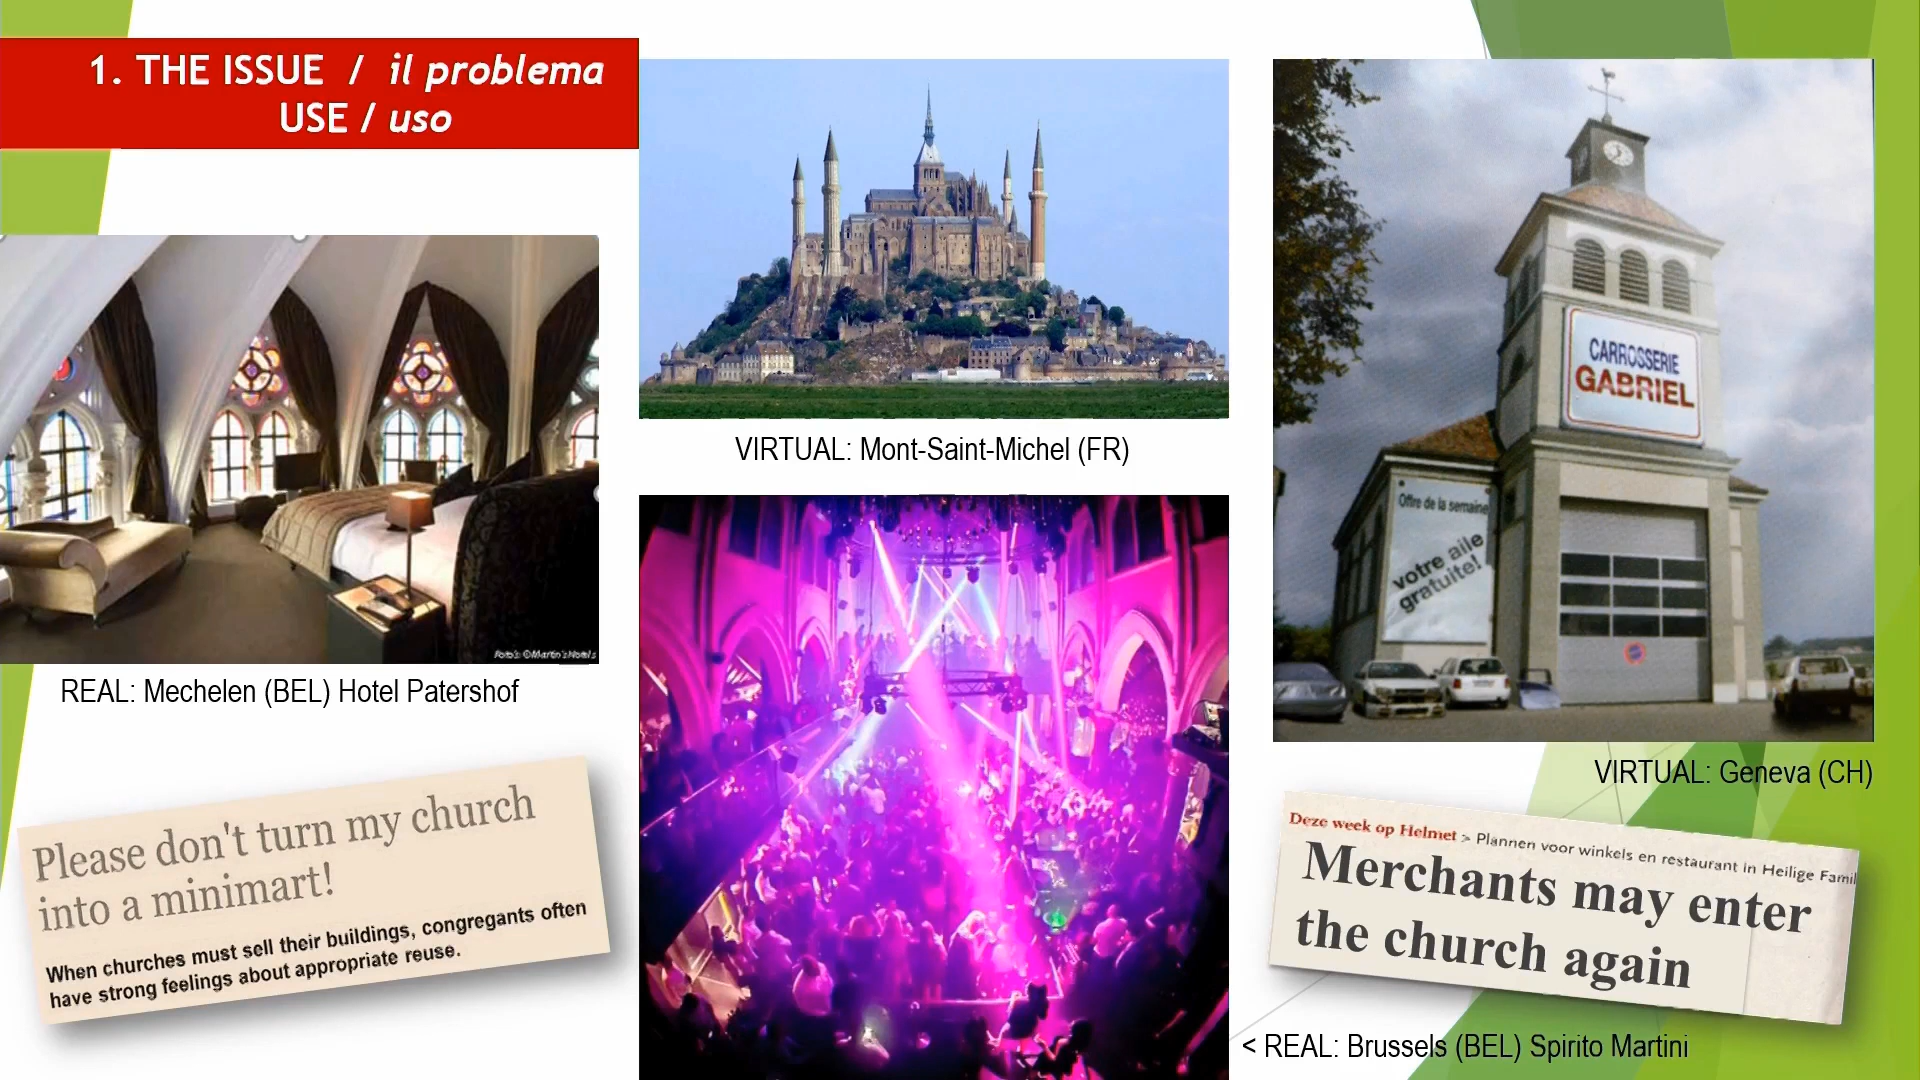 1. THE ISSUE / il problema
USE / uso
Foto's: ©Martin'sHotels
REAL: Mechelen (BEL) Hotel Patershof
Please don't turn my church
into a minimart!
When churches must sell their buildings, congregants often
have strong feelings about appropriate reuse.
VIRTUAL: Mont-Saint-Michel (FR)
CARROSSERIE
GABRIEL
Offre de la semaine
votre aile
gratuite!
VIRTUAL: Geneva (CH)
Deze week op Helmet > Plannen voor winkels en restaurant in Heilige Famil
Merchants may enter
the church again
< REAL: Brussels (BEL) Spirito Martini